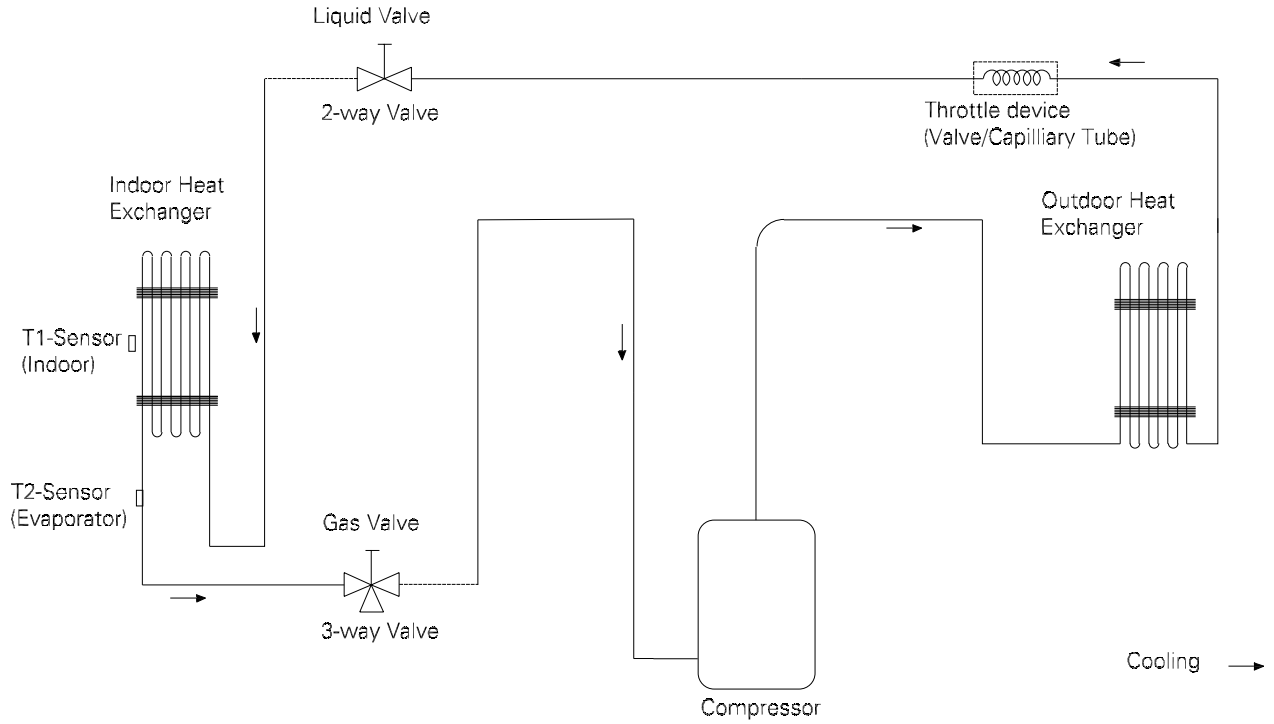 Liquid Valve
2-way Valve
Throttle device
(Valve/Capilliary Tube)
Indoor Heat
Exchanger
Outdoor Heat
Exchanger
T1-Sensor
(Indoor)
T2-Sensor
(Evaporator)
Gas Valve
3-way Valve
Cooling
Compressor